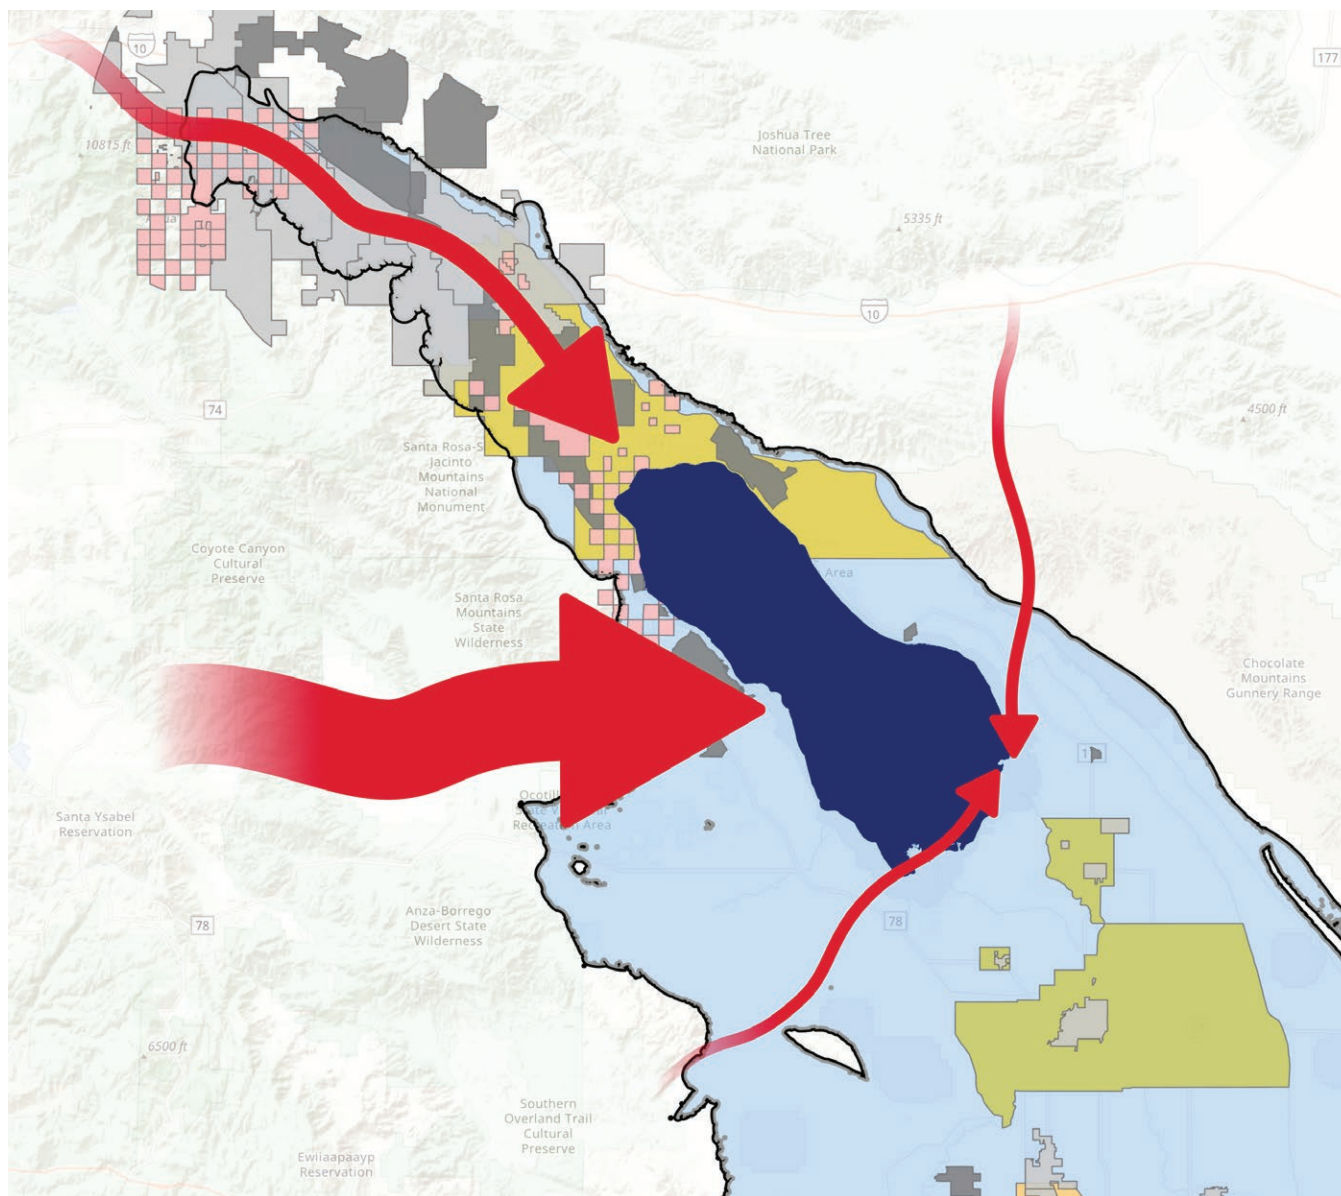 10
177
10815 ft
Joshua Tree
National Park
5335 ft
10
74
4500 ft
Santa Rosa-S
Jacinto
Mountains
National
Monument
Coyote Canyon
Cultural
Preserve
Area
Santa Rosa
Mountains
State
Wilderness
Chocolate
Mountains
Gunnery Range
Santa Ysabel
Reservation
Area
78
Anza-Borrego
Desert State
Wilderness
78
6500 ft
Southern
Overland Trail
Cultural
Preserve
Ewiiaapaayp
Reservation